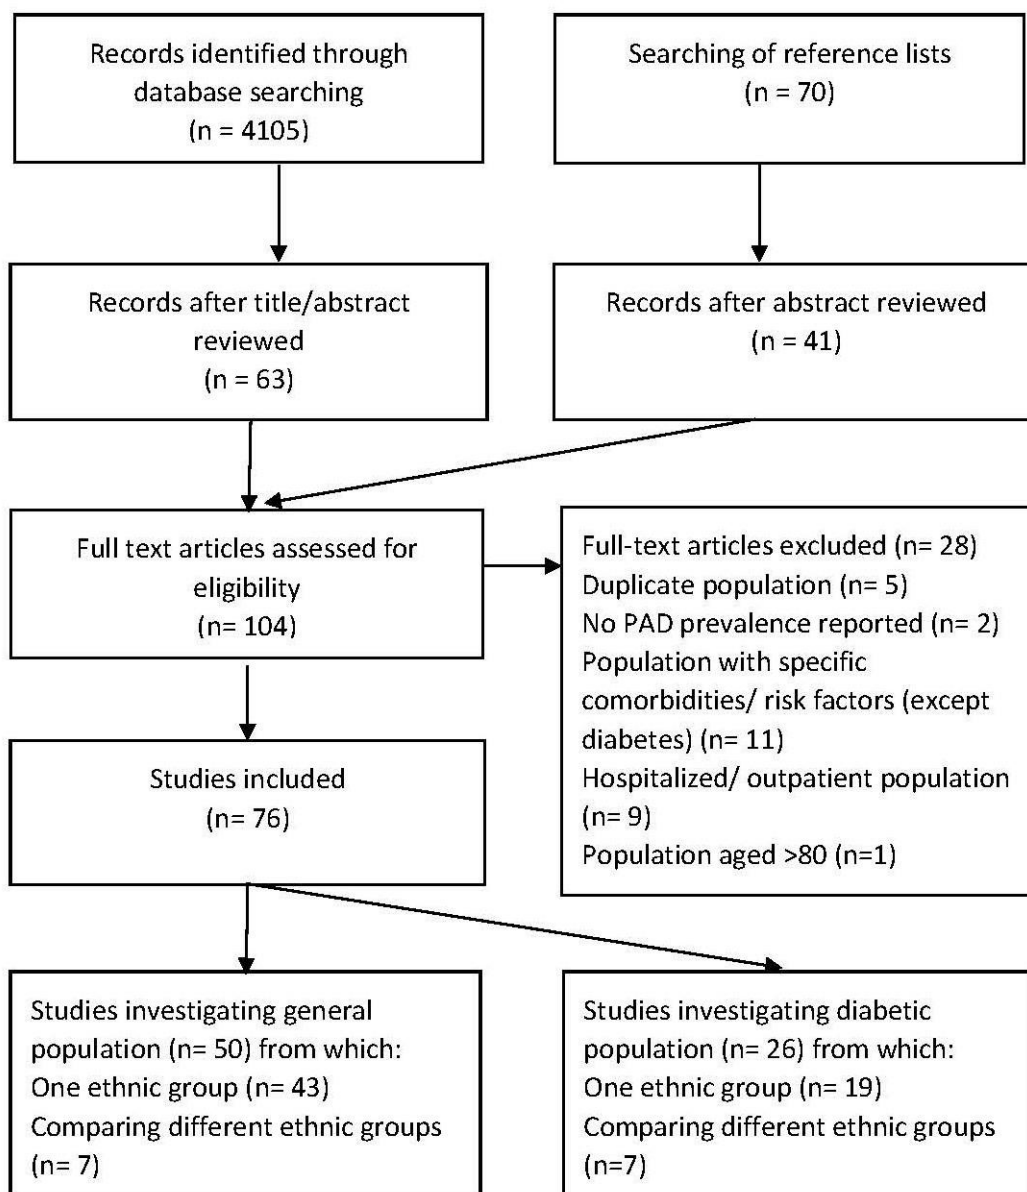 Records identified through
database searching
(n = 4105)
Searching of reference lists
(n = 70)
Records after title/abstract
reviewed
(n = 63)
Records after abstract reviewed
(n = 41)
Full text articles assessed for
eligibility
(n= 104)
Full-text articles excluded (n= 28)
Duplicate population (n= 5)
No PAD prevalence reported (n= 2)
Population with specific
comorbidities/ risk factors (except
diabetes) (n= 11)
Hospitalized/ outpatient population
(n= 9)
Population aged >80 (n=1)
Studies included
(n= 76)
Studies investigating general
population (n= 50) from which:
One ethnic group (n= 43)
Comparing different ethnic groups
(n= 7)
Studies investigating diabetic
population (n= 26) from which:
One ethnic group (n= 19)
Comparing different ethnic groups
(n=7)